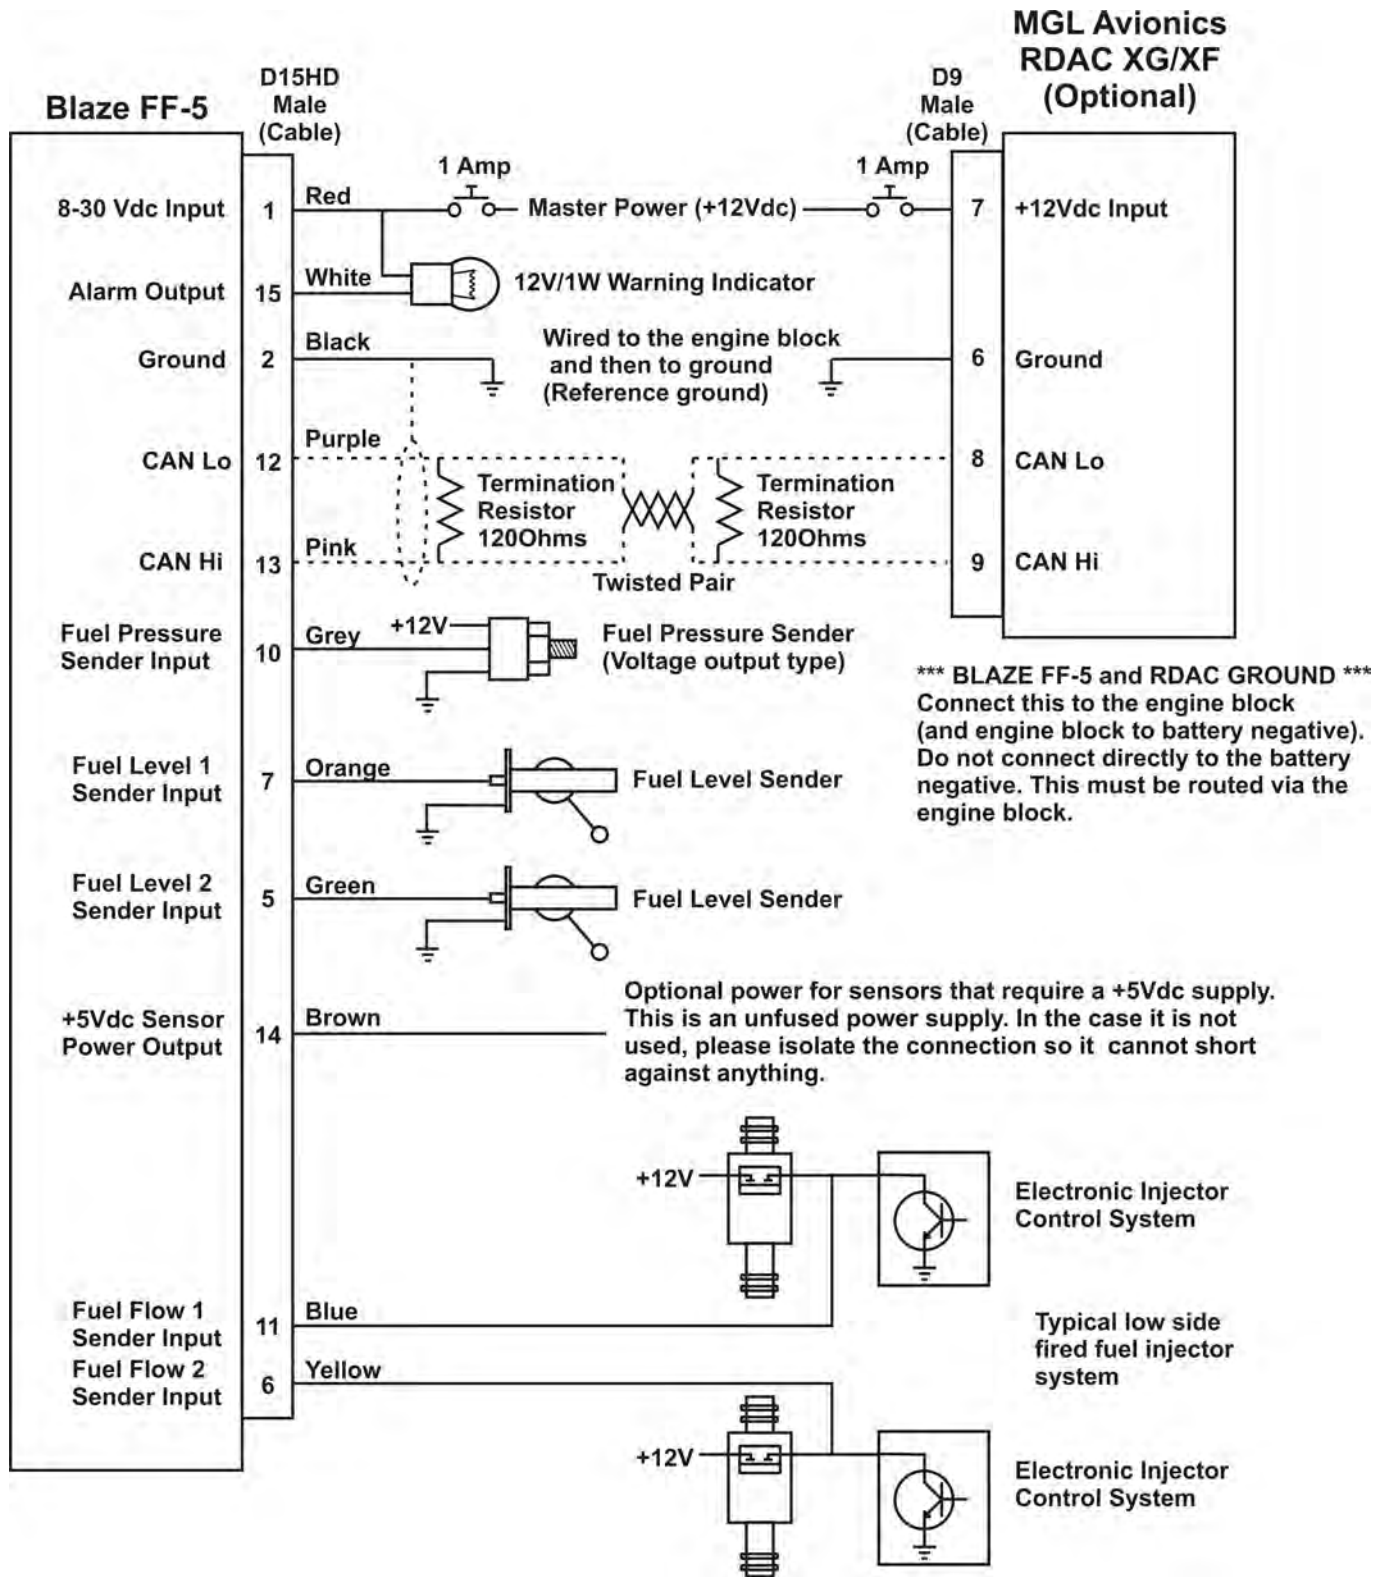 MGL Avionics
RDAC XG/XF
(Optional)
D15HD
Male
(Cable)
D9
Male
(Cable)
Blaze FF-5
1 Amp
1 Amp
8-30 Vdc Input
1
Red
Master Power (+12Vdc)
7
+12Vdc Input
Alarm Output
15
White
12V/1W Warning Indicator
Ground
2
Black
Wired to the engine block
and then to ground
(Reference ground)
6
Ground
CAN Lo
12
Purple
8
CAN Lo
Termination
Resistor
120Ohms
Termination
Resistor
120Ohms
CAN Hi
13
Pink
9
CAN Hi
Twisted Pair
Fuel Pressure
Sender Input
10
Grey
+12V
Fuel Pressure Sender
(Voltage output type)
*** BLAZE FF-5 and RDAC GROUND ***
Connect this to the engine block
(and engine block to battery negative).
Do not connect directly to the battery
negative. This must be routed via the
engine block.
Fuel Level 1
Sender Input
7
Orange
Fuel Level Sender
Fuel Level 2
Sender Input
5
Green
Fuel Level Sender
+5Vdc Sensor
Power Output
14
Brown
Optional power for sensors that require a +5Vdc supply.
This is an unfused power supply. In the case it is not
used, please isolate the connection so it cannot short
against anything.
+12V
Electronic Injector
Control System
Fuel Flow 1
Sender Input
11
Blue
Typical low side
fired fuel injector
system
Fuel Flow 2
Sender Input
6
Yellow
+12V
Electronic Injector
Control System